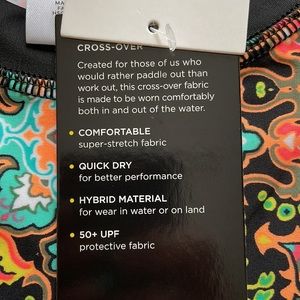 CROSS-OVER
Created for those of us who
would rather paddle out than
work out, this cross-over fabric
is made to be worn comfortably
both in and out of the water.
• COMFORTABLE
super-stretch fabric
• QUICK DRY
for better performance
• HYBRID MATERIAL
for wear in water or on land
• 50+ UPF
protective fabric